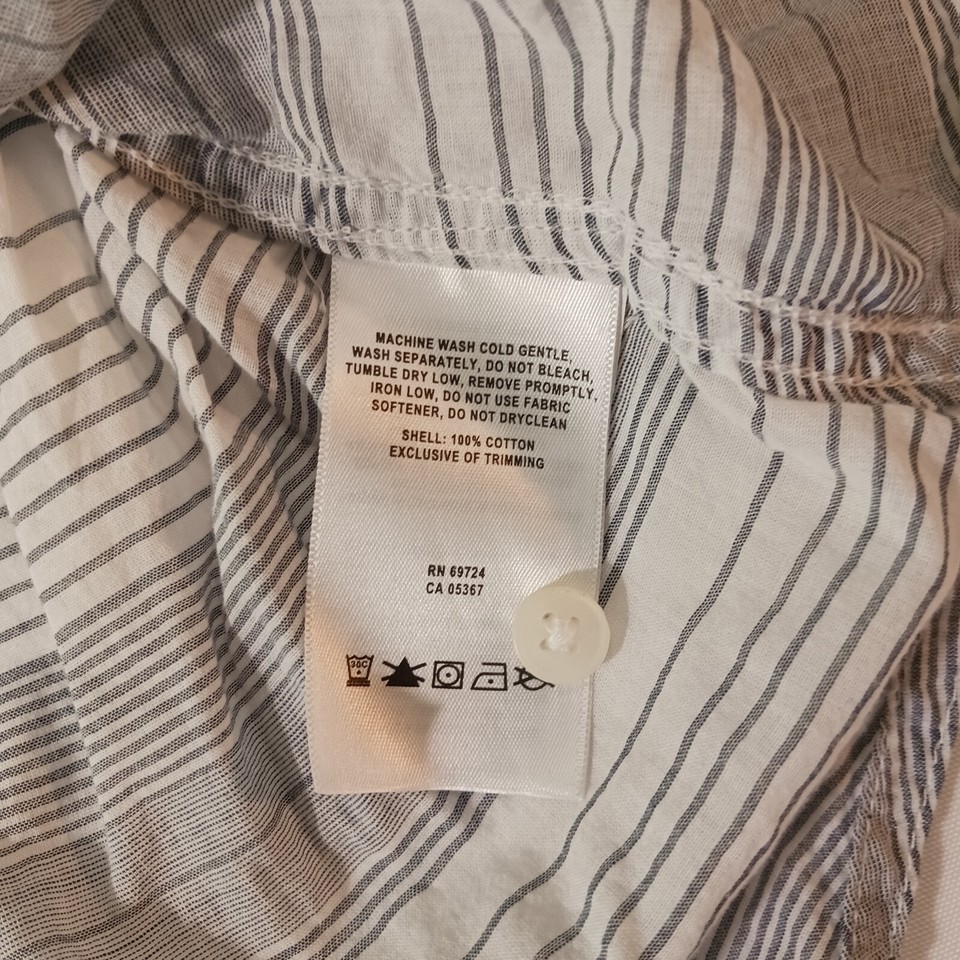 MACHINE WASH COLD GENTLE,
WASH SEPARATELY, DO NOT BLEACH,
TUMBLE DRY LOW, REMOVE PROMPTLY.
IRON LOW, DO NOT USE FABRIC
SOFTENER, DO NOT DRYCLEAN
SHELL: 100% COTTON
EXCLUSIVE OF TRIMMING
RN 69724
CA 05367
30C